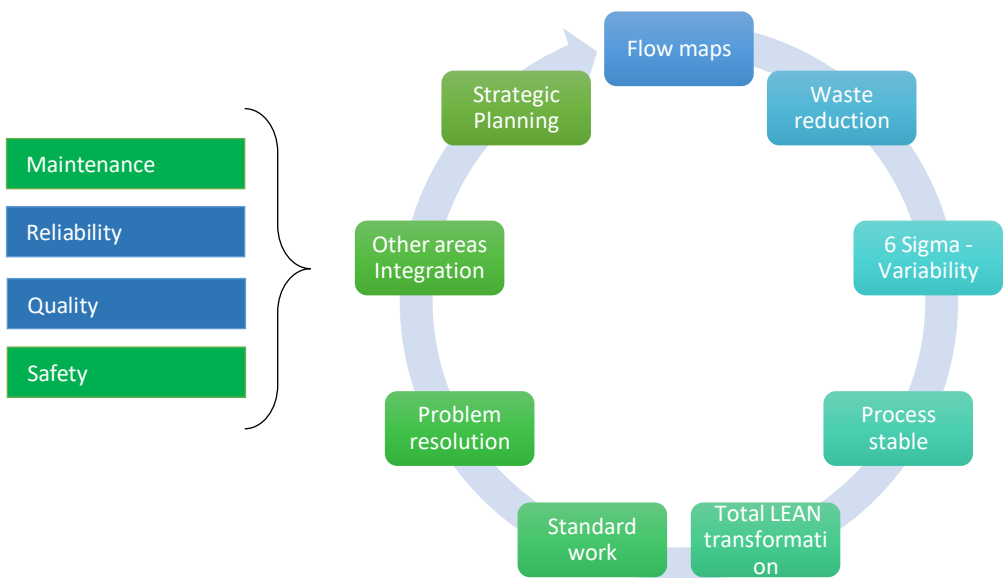 Maintenance
Reliability
Quality
Safety
Flow maps
Waste
reduction
6 Sigma -
Variability
Process
stable
Total LEAN
transformati
on
Standard
work
Problem
resolution
Other areas
Integration
Strategic
Planning